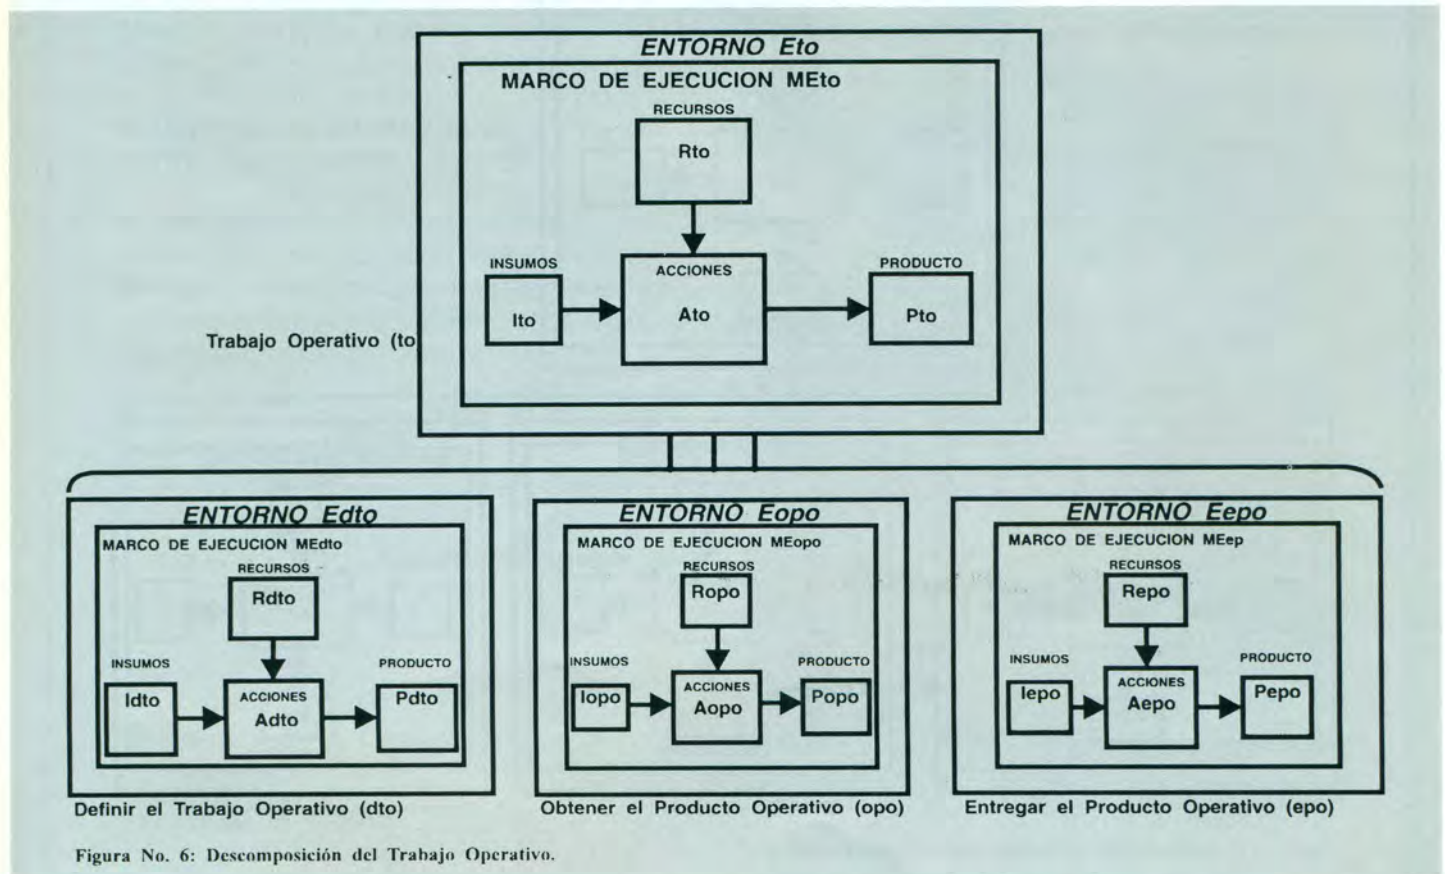 ENTORNO Eto
MARCO DE EJECUCION MEto
RECURSOS
Rto
INSUMOS
Ito
ACCIONES
Ato
PRODUCTO
Pto
Trabajo Operativo (to
ENTORNO Edto
MARCO DE EJECUCION MEdto
RECURSOS
Rdto
INSUMOS
Idto
ACCIONES
Adto
PRODUCTO
Pdto
Definir el Trabajo Operativo (dto)
ENTORNO Eopo
MARCO DE EJECUCION MEopo
RECURSOS
Ropo
INSUMOS
Iopo
ACCIONES
Aopo
PRODUCTO
Popo
Obtener el Producto Operativo (opo)
ENTORNO Eepo
MARCO DE EJECUCION MEep
RECURSOS
Repo
INSUMOS
Iepo
ACCIONES
Aepo
PRODUCTO
Pepo
Entregar el Producto Operativo (epo)
Figura No. 6: Descomposición del Trabajo Operativo.